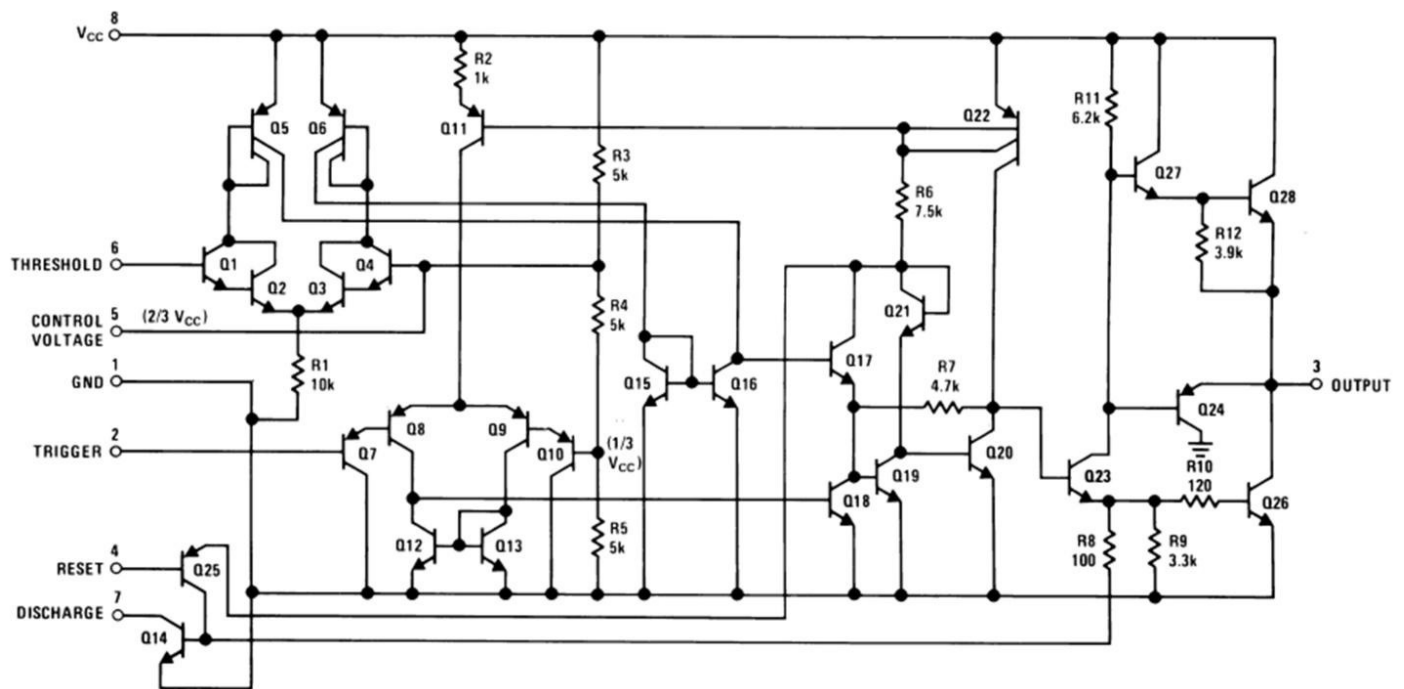 8
VCC
R2
1k
R11
6.2k
Q5
Q6
Q11
Q22
Q27
R3
5k
R6
7.5k
Q28
R12
3.9k
6
THRESHOLD
Q1
Q2
Q3
Q4
5
CONTROL
VOLTAGE
(2/3 VCC)
R4
5k
Q21
1
GND
R1
10k
Q15
Q16
Q17
R7
4.7k
3
OUTPUT
Q24
2
TRIGGER
Q7
Q8
Q9
Q10
(1/3
VCC)
Q18
Q19
Q20
Q23
R10
120
Q26
Q12
Q13
R5
5k
R8
100
R9
3.3k
4
RESET
Q25
7
DISCHARGE
Q14